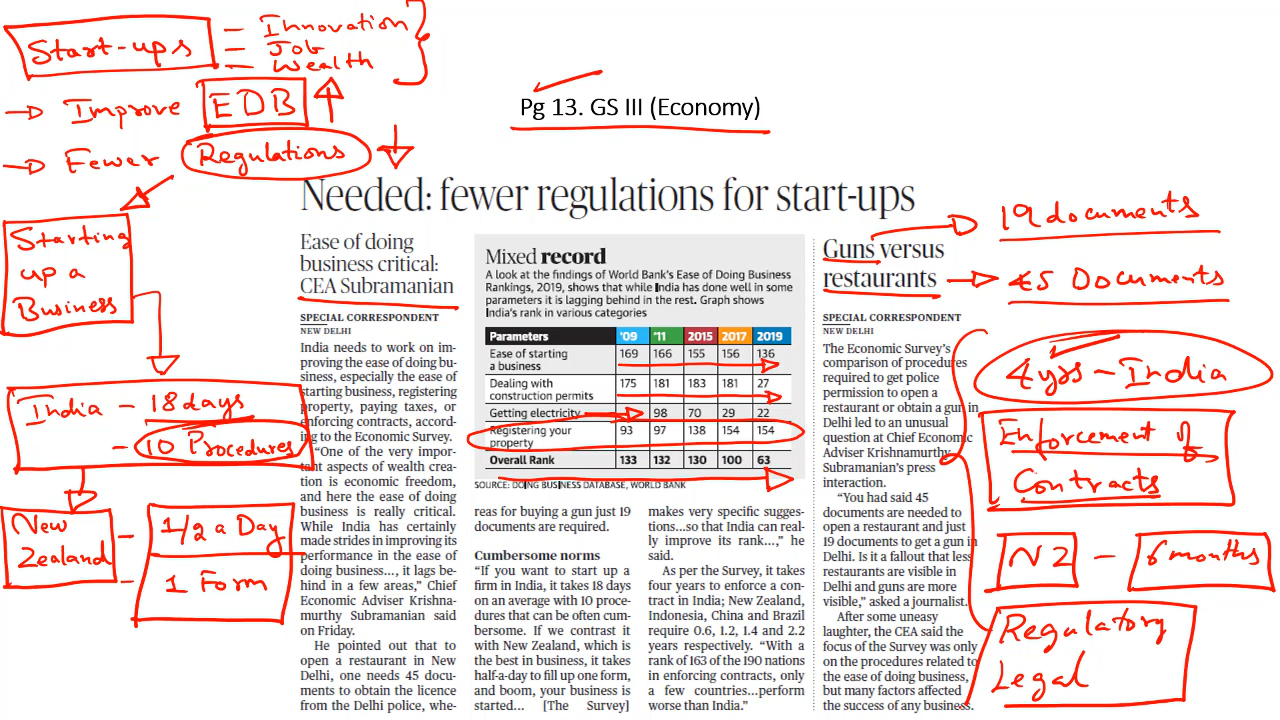 Start-ups = Innovation
= Job
= Wealth
→ Improve EDB ↑
→ Fewer Regulations ↓
Starting
up a
Business
India - 18 days
- 10 Procedures
New
Zealand
- 1/2 a Day
- 1 Form
Pg 13. GS III (Economy)
Needed: fewer regulations for start-ups
Ease of doing
business critical:
CEA Subramanian
SPECIAL CORRESPONDENT
NEW DELHI
India needs to work on im-
proving the ease of doing bu-
siness, especially the ease of
starting business, registering
property, paying taxes, or
enforcing contracts, accord-
ing to the Economic Survey.
“One of the very impor-
tant aspects of wealth crea-
tion is economic freedom,
and here the ease of doing
business is really critical.
While India has certainly
made strides in improving its
performance in the ease of
doing business..., it lags be-
hind in a few areas,” Chief
Economic Adviser Krishna-
murthy Subramanian said
on Friday.
He pointed out that to
open a restaurant in New
Delhi, one needs 45 docu-
ments to obtain the licence
from the Delhi police, whe-
Mixed record
A look at the findings of World Bank's Ease of Doing Business
Rankings, 2019, shows that while India has done well in some
parameters it is lagging behind in the rest. Graph shows
India's rank in various categories
Parameters '09 '11 2015 2017 2019
Ease of starting
a business 169 166 155 156 136
Dealing with
construction permits 175 181 183 181 27
Getting electricity 98 70 29 22
Registering your
property 93 97 138 154 154
Overall Rank 133 132 130 100 63
SOURCE: DOING BUSINESS DATABASE, WORLD BANK
reas for buying a gun just 19
documents are required.
Cumbersome norms
“If you want to start up a
firm in India, it takes 18 days
on an average with 10 proce-
dures that can be often cum-
bersome. If we contrast it
with New Zealand, which is
the best in business, it takes
half-a-day to fill up one form,
and boom, your business is
started... [The Survey]
makes very specific sugges-
tions...so that India can real-
ly improve its rank...,” he
said.
As per the Survey, it takes
four years to enforce a con-
tract in India; New Zealand,
Indonesia, China and Brazil
require 0.6, 1.2, 1.4 and 2.2
years respectively. “With a
rank of 163 of the 190 nations
in enforcing contracts, only
a few countries...perform
worse than India.”
Guns versus
restaurants
SPECIAL CORRESPONDENT
NEW DELHI
The Economic Survey’s
comparison of procedures
required to get police
permission to open a
restaurant or obtain a gun in
Delhi led to an unusual
question at Chief Economic
Adviser Krishnamurthy
Subramanian’s press
interaction.
“You had said 45
documents are needed to
open a restaurant and just
19 documents to get a gun in
Delhi. Is it a fallout that less
restaurants are visible in
Delhi and guns are more
visible,” asked a journalist.
After some uneasy
laughter, the CEA said the
focus of the Survey was only
on the procedures related to
the ease of doing business,
but many factors affected
the success of any business.
19 documents
45 Documents
4 yrs - India
Enforcement of
Contracts
NZ - 6 months
Regulatory
Legal